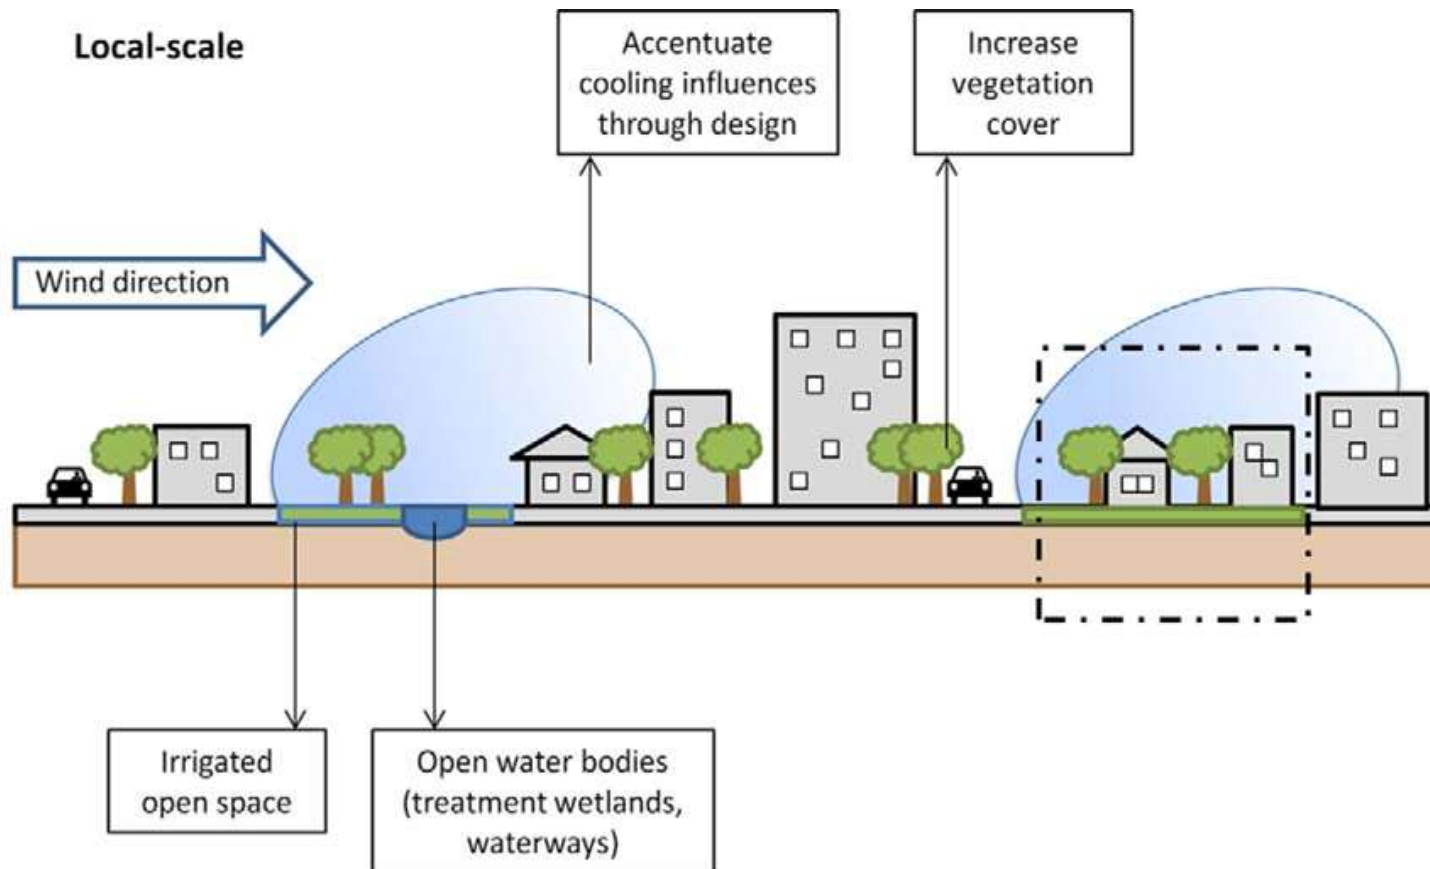 Local-scale
Accentuate
cooling influences
through design
Increase
vegetation
cover
Wind direction
Irrigated
open space
Open water bodies
(treatment wetlands,
waterways)